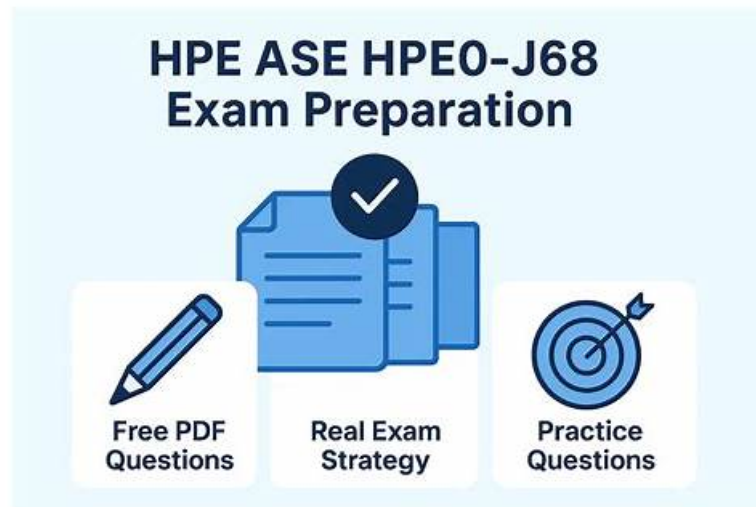 HPE ASE HPE0-J68
Exam Preparation
Free PDF
Questions
Real Exam
Strategy
Practice
Questions